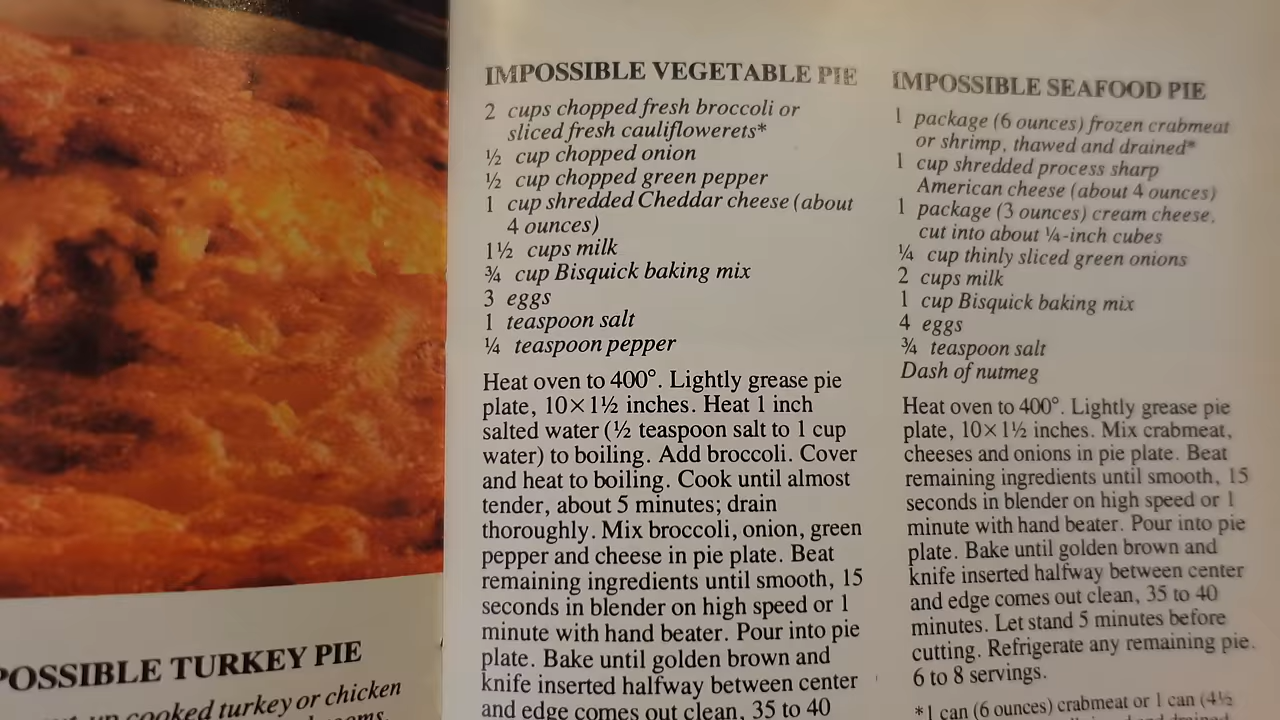 IMPOSSIBLE VEGETABLE PIE
2 cups chopped fresh broccoli or
sliced fresh cauliflowerets*
½ cup chopped onion
½ cup chopped green pepper
1 cup shredded Cheddar cheese (about
4 ounces)
1½ cups milk
¾ cup Bisquick baking mix
3 eggs
1 teaspoon salt
¼ teaspoon pepper
Heat oven to 400°. Lightly grease pie
plate, 10×1½ inches. Heat 1 inch
salted water (½ teaspoon salt to 1 cup
water) to boiling. Add broccoli. Cover
and heat to boiling. Cook until almost
tender, about 5 minutes; drain
thoroughly. Mix broccoli, onion, green
pepper and cheese in pie plate. Beat
remaining ingredients until smooth, 15
seconds in blender on high speed or 1
minute with hand beater. Pour into pie
plate. Bake until golden brown and
knife inserted halfway between center
and edge comes out clean, 35 to 40
IMPOSSIBLE SEAFOOD PIE
1 package (6 ounces) frozen crabmeat
or shrimp, thawed and drained*
1 cup shredded process sharp
American cheese (about 4 ounces)
1 package (3 ounces) cream cheese,
cut into about ¼-inch cubes
¼ cup thinly sliced green onions
2 cups milk
1 cup Bisquick baking mix
4 eggs
¾ teaspoon salt
Dash of nutmeg
Heat oven to 400°. Lightly grease pie
plate, 10×1½ inches. Mix crabmeat,
cheeses and onions in pie plate. Beat
remaining ingredients until smooth, 15
seconds in blender on high speed or 1
minute with hand beater. Pour into pie
plate. Bake until golden brown and
knife inserted halfway between center
and edge comes out clean, 35 to 40
minutes. Let stand 5 minutes before
cutting. Refrigerate any remaining pie.
6 to 8 servings.
*1 can (6 ounces) crabmeat or 1 can (4½
POSSIBLE TURKEY PIE
cooked turkey or chicken